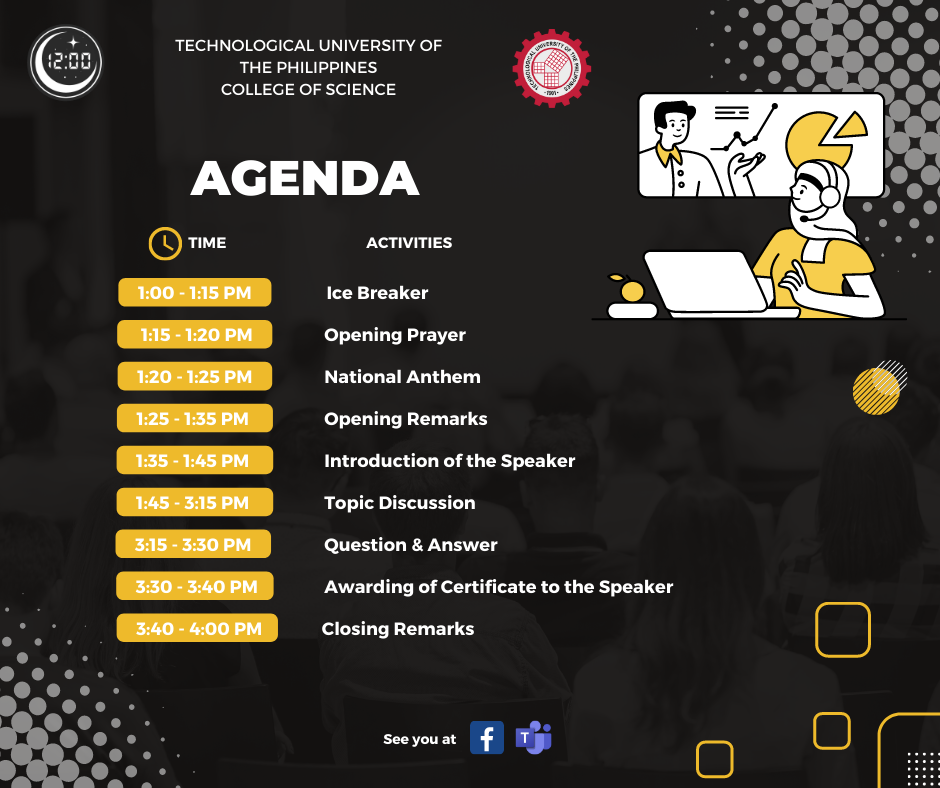 12:00
TECHNOLOGICAL UNIVERSITY OF
THE PHILIPPINES
COLLEGE OF SCIENCE
TECHNOLOGICAL UNIVERSITY OF THE PHILIPPINES
1901
AGENDA
TIME ACTIVITIES
1:00 - 1:15 PM Ice Breaker
1:15 - 1:20 PM Opening Prayer
1:20 - 1:25 PM National Anthem
1:25 - 1:35 PM Opening Remarks
1:35 - 1:45 PM Introduction of the Speaker
1:45 - 3:15 PM Topic Discussion
3:15 - 3:30 PM Question & Answer
3:30 - 3:40 PM Awarding of Certificate to the Speaker
3:40 - 4:00 PM Closing Remarks
See you at f T